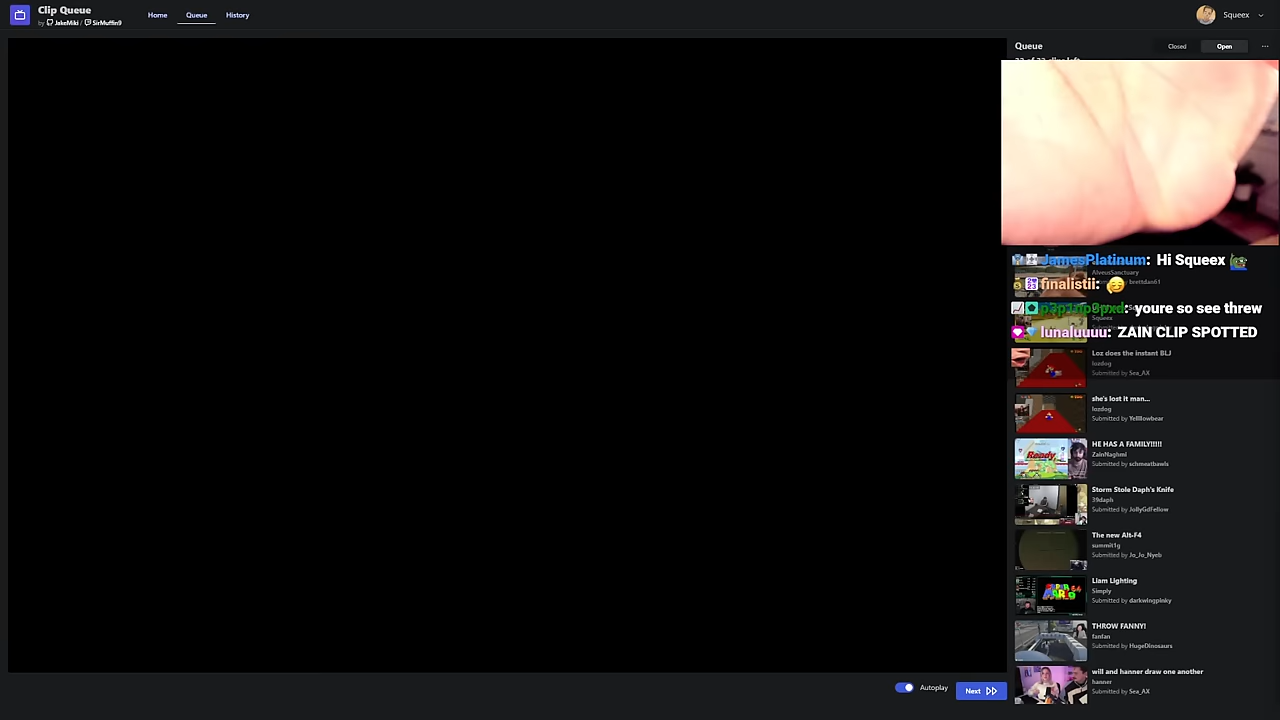 Clip Queue
by JakeMiki / SirMuffin9
Home
Queue
History
Squeex
Queue
Closed
Open
JamesPlatinum: Hi Squeex
AlveusSanctuary
brettdan61
finalistii:
youre so see threw
Squeex
lunaluuuu: ZAIN CLIP SPOTTED
Loz does the instant BLJ
lozdog
Submitted by Sea_AX
she's lost it man...
lozdog
Submitted by Yelllowbear
HE HAS A FAMILY!!!!!
ZainNaghmi
Submitted by schmeatbawls
Ready
Storm Stole Daph's Knife
39daph
Submitted by JollyGdFellow
The new Alt-F4
summit1g
Submitted by Jo_Jo_Nyeb
Liam Lighting
Simply
Submitted by darkwingpinky
THROW FANNY!
fanfan
Submitted by HugeDinosaurs
will and hanner draw one another
hanner
Submitted by Sea_AX
Autoplay
Next